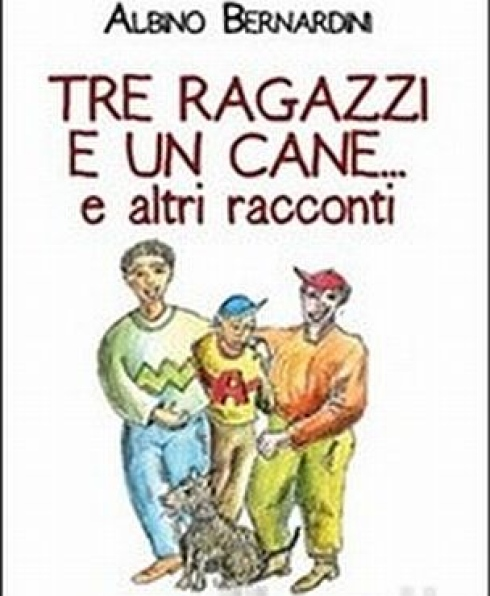 ALBINO BERNARDINI
TRE RAGAZZI
E UN CANE...
e altri racconti
A